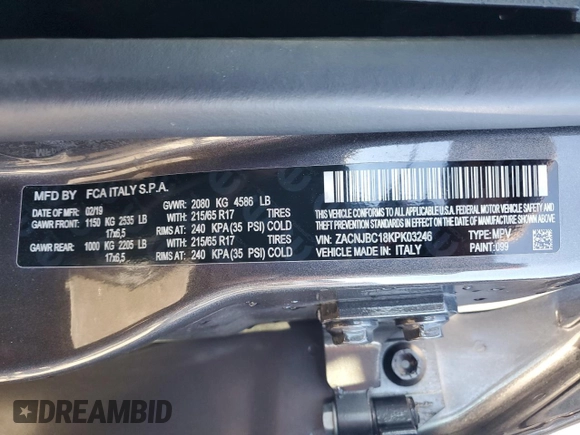 MFD BY FCA ITALY S.P.A.
DATE OF MFR: 02/19 GVWR: 2080 KG 4586 LB
GAWR FRONT: 1150 KG 2535 LB WITH: 215/65 R17 TIRES
17x6,5 RIMS AT: 240 KPA(35 PSI) COLD
GAWR REAR: 1000 KG 2205 LB WITH: 215/65 R17 TIRES
17x6,5 RIMS AT: 240 KPA(35 PSI) COLD
THIS VEHICLE CONFORMS TO ALL APPLICABLE U.S.A. FEDERAL MOTOR VEHICLE SAFETY, BUMPER, AND
THEFT PREVENTION STANDARDS IN EFFECT ON THE DATE OF MANUFACTURE SHOWN ABOVE.
VIN: ZACNJBC18KPK03246 TYPE: MPV
VEHICLE MADE IN: ITALY PAINT: 099
DREAMBID